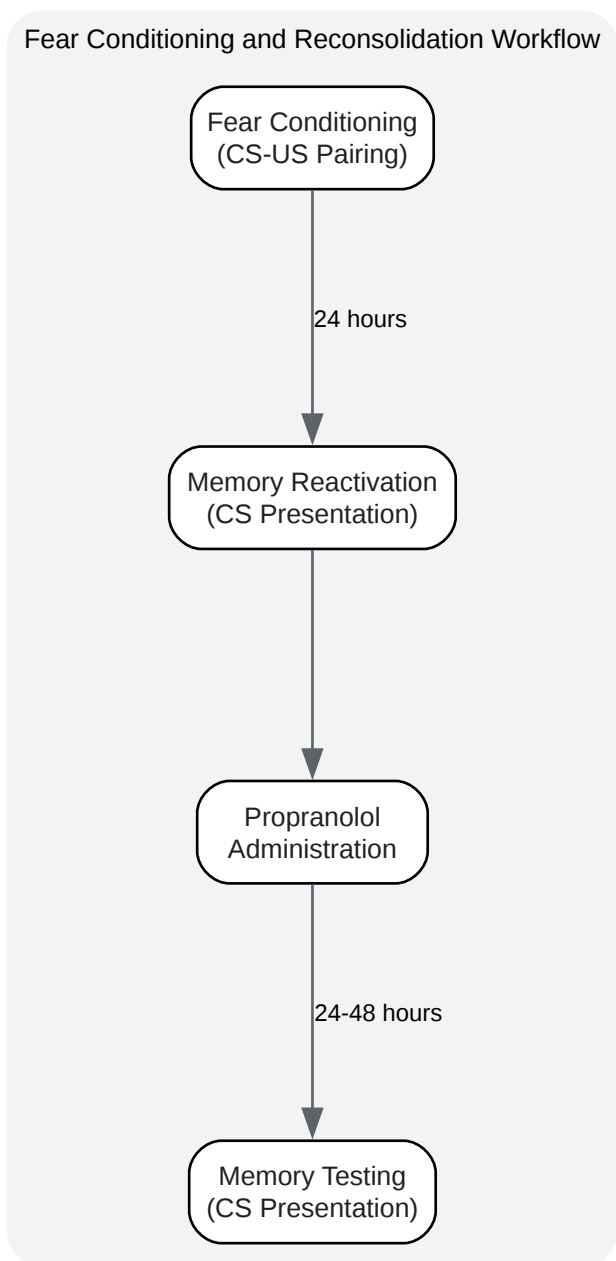 Fear Conditioning and Reconsolidation Workflow
Fear Conditioning
(CS-US Pairing)
24 hours
Memory Reactivation
(CS Presentation)
Propranolol
Administration
24-48 hours
Memory Testing
(CS Presentation)